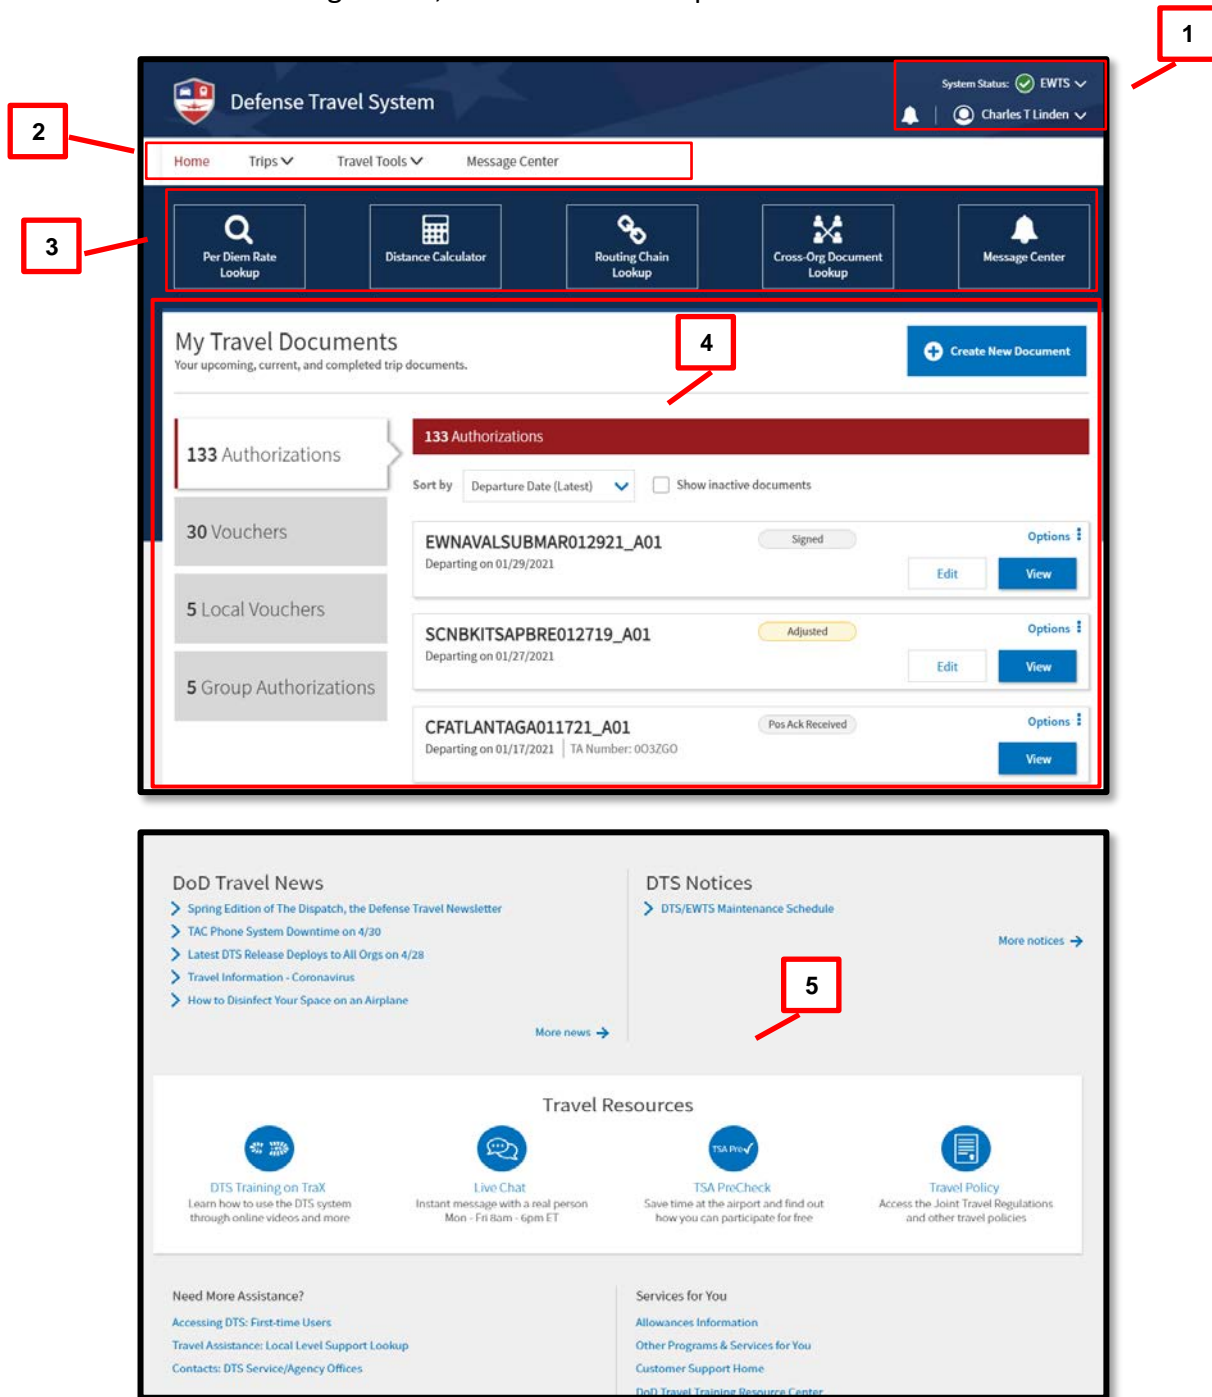 1
System Status: EWTS
Defense Travel System
Charles T Linden
2
Home Trips Travel Tools Message Center
3
Per Diem Rate Lookup
Distance Calculator
Routing Chain Lookup
Cross-Org Document Lookup
Message Center
My Travel Documents
Your upcoming, current, and completed trip documents.
4
Create New Document
133 Authorizations
30 Vouchers
5 Local Vouchers
5 Group Authorizations
133 Authorizations
Sort by Departure Date (Latest) Show inactive documents
EWNAVALSUBMAR012921_A01 Signed Options
Departing on 01/29/2021
Edit View
SCNBKITSAPBRE012719_A01 Adjusted Options
Departing on 01/27/2021
Edit View
CFATLANTAGA011721_A01 Pos Ack Received Options
Departing on 01/17/2021 TA Number: 0O3ZGO
View
DoD Travel News
Spring Edition of The Dispatch, the Defense Travel Newsletter
TAC Phone System Downtime on 4/30
Latest DTS Release Deploys to All Orgs on 4/28
Travel Information - Coronavirus
How to Disinfect Your Space on an Airplane
More news
DTS Notices
DTS/EWTS Maintenance Schedule
More notices
5
Travel Resources
TSA Pre
DTS Training on TraX
Learn how to use the DTS system
through online videos and more
Live Chat
Instant message with a real person
Mon - Fri 8am - 6pm ET
TSA PreCheck
Save time at the airport and find out
how you can participate for free
Travel Policy
Access the Joint Travel Regulations
and other travel policies
Need More Assistance?
Accessing DTS: First-time Users
Travel Assistance: Local Level Support Lookup
Contacts: DTS Service/Agency Offices
Services for You
Allowances Information
Other Programs & Services for You
Customer Support Home
DoD Travel Training Resource Center